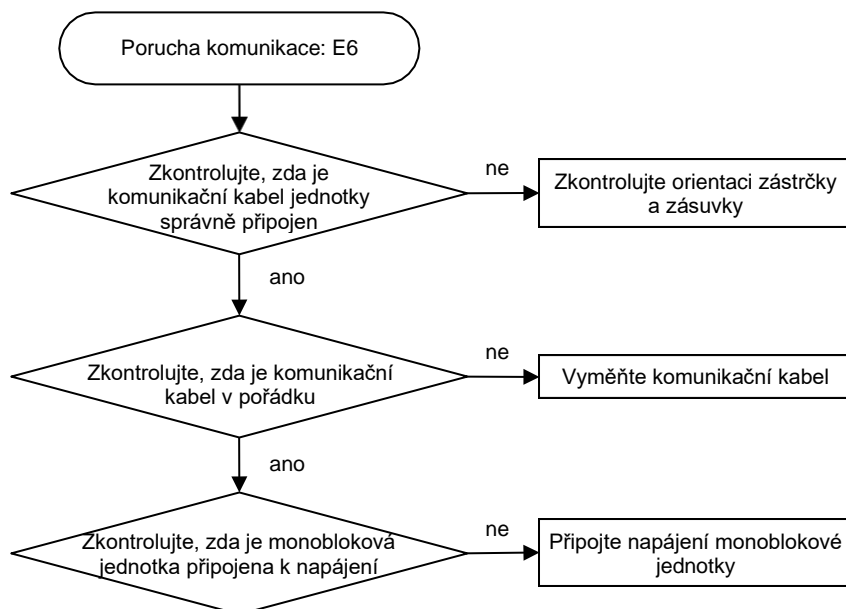 Porucha komunikace: E6
Zkontrolujte, zda je
komunikační kabel jednotky
správně připojen
ne
Zkontrolujte orientaci zástrčky
a zásuvky
ano
Zkontrolujte, zda je komunikační
kabel v pořádku
ne
Vyměňte komunikační kabel
ano
Zkontrolujte, zda je monobloková
jednotka připojena k napájení
ne
Připojte napájení monoblokové
jednotky